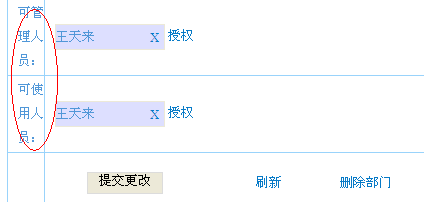 可管
理人
员：
王天来 X 授权
可使
用人
员：
王天来 X 授权
提交更改 刷新 删除部门